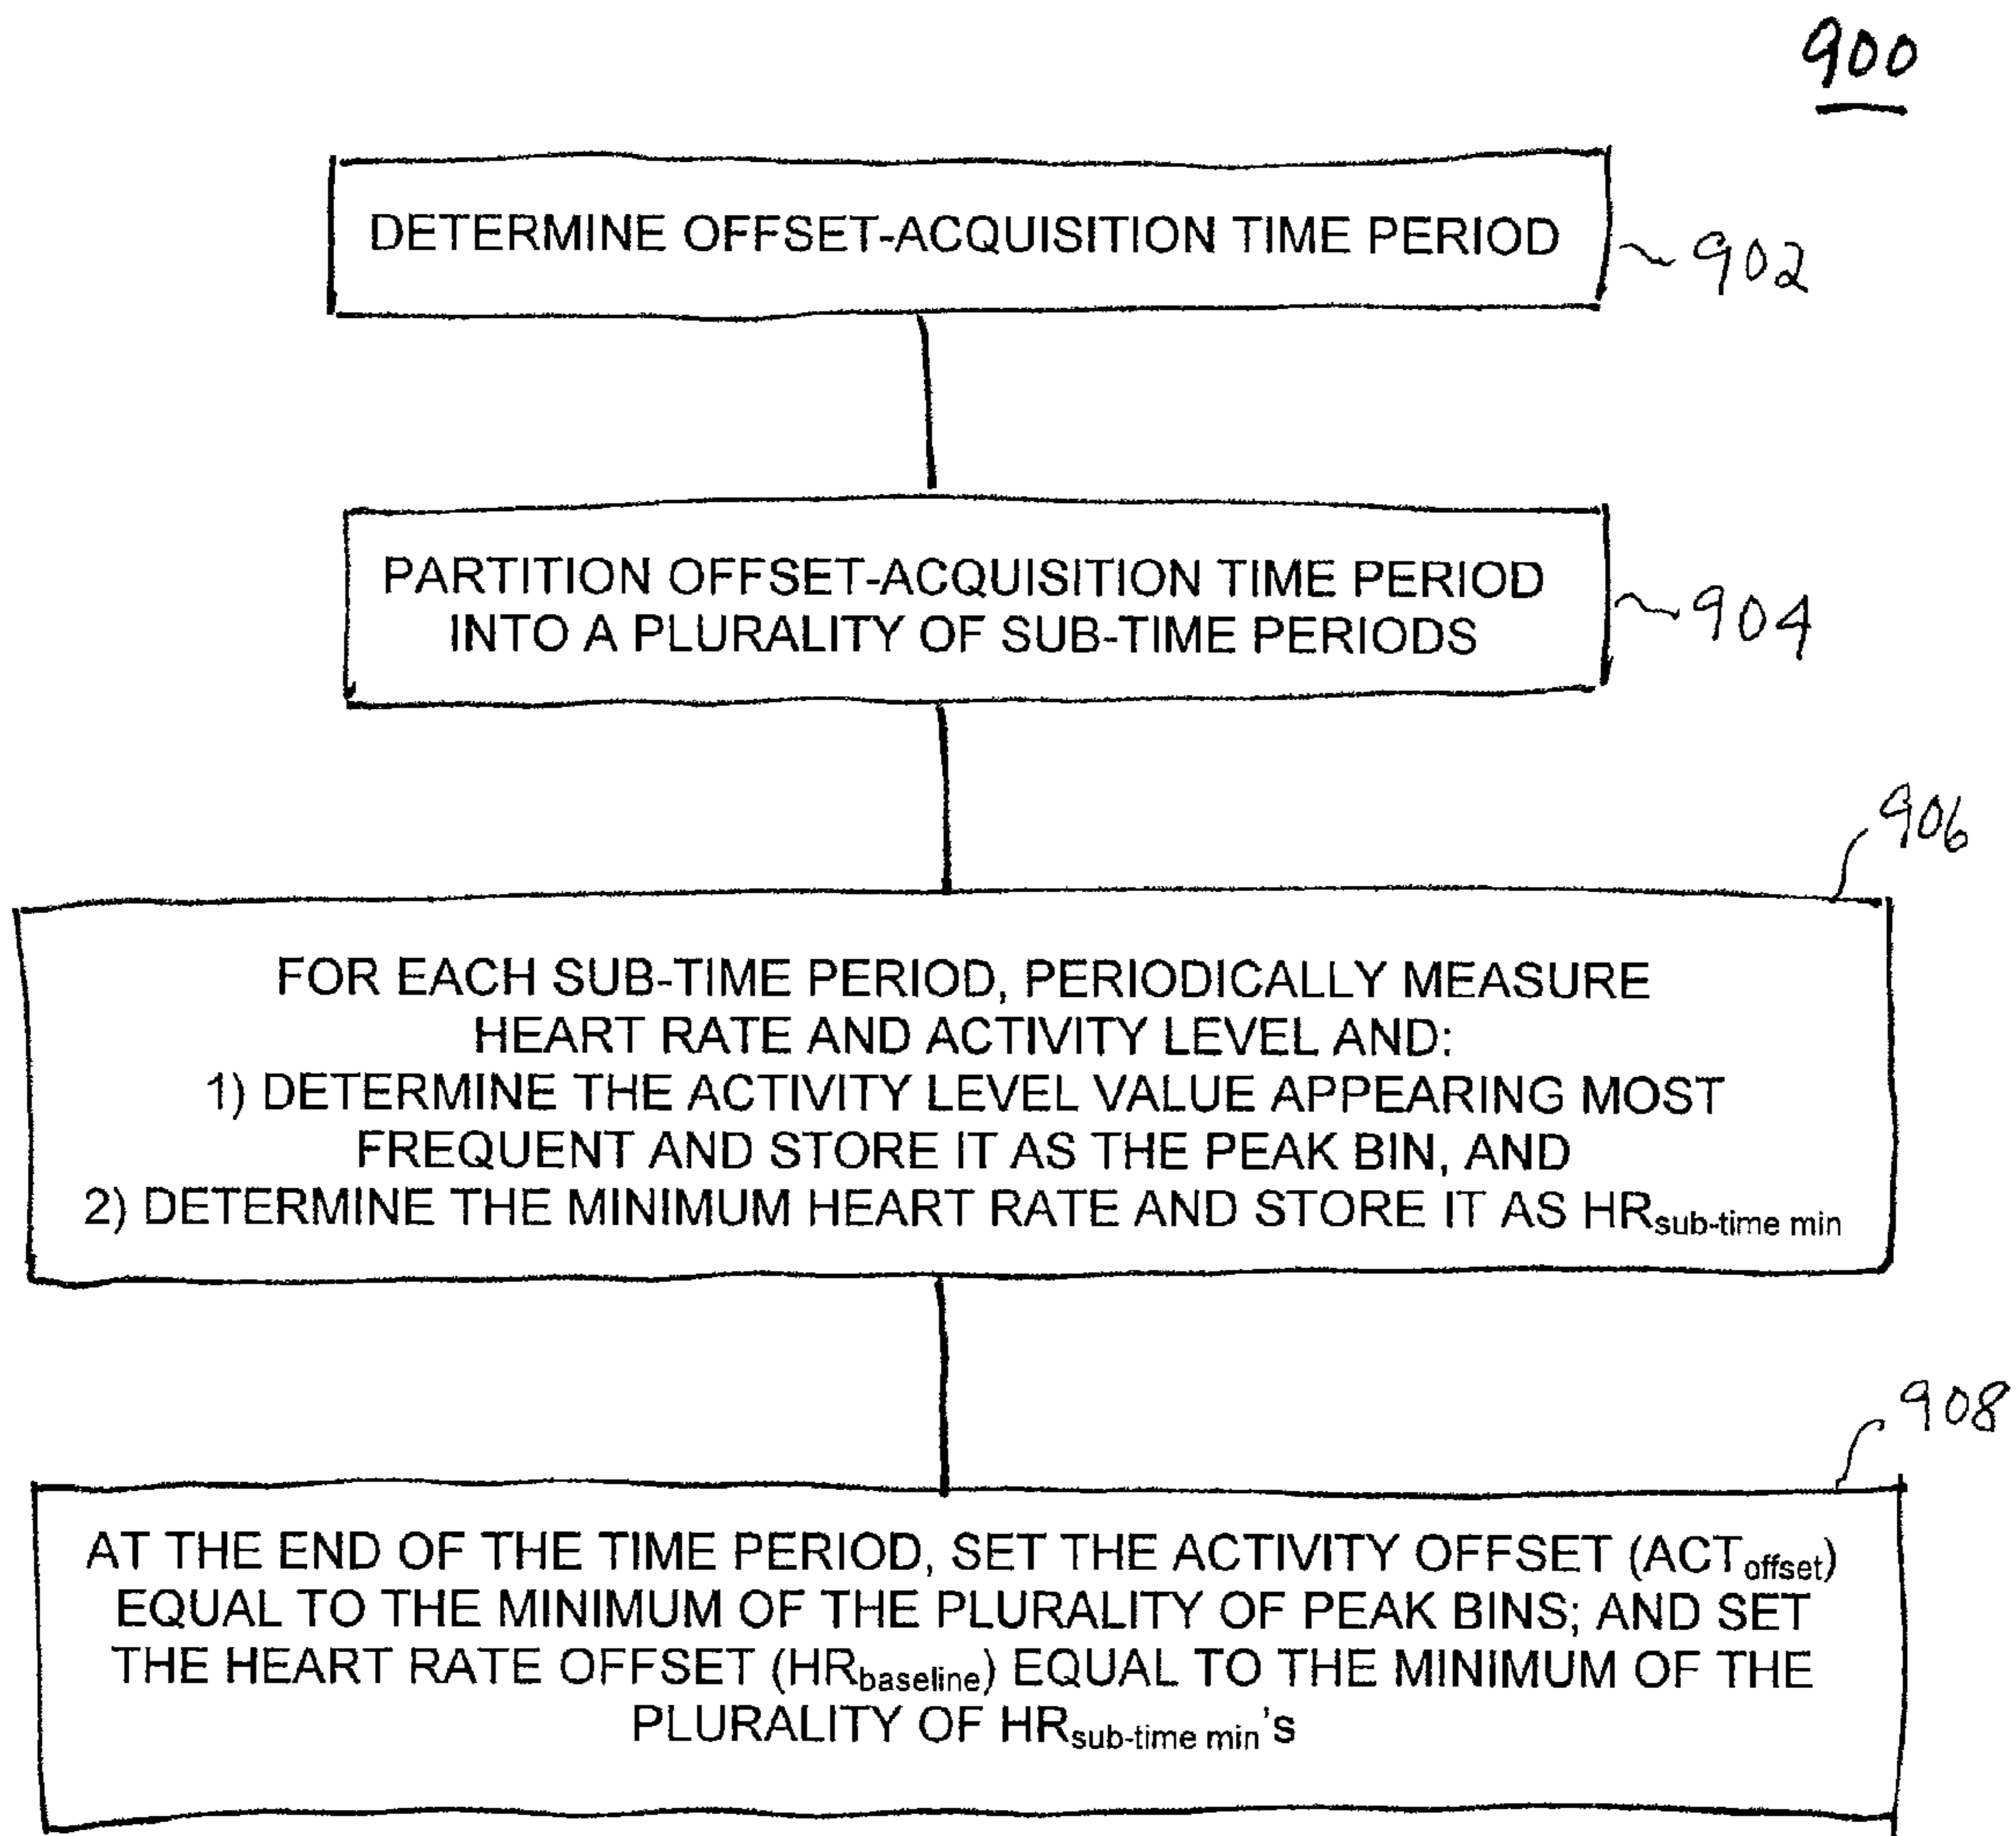 900
DETERMINE OFFSET-ACQUISITION TIME PERIOD
902
PARTITION OFFSET-ACQUISITION TIME PERIOD
INTO A PLURALITY OF SUB-TIME PERIODS
904
906
FOR EACH SUB-TIME PERIOD, PERIODICALLY MEASURE
HEART RATE AND ACTIVITY LEVEL AND:
1) DETERMINE THE ACTIVITY LEVEL VALUE APPEARING MOST
FREQUENT AND STORE IT AS THE PEAK BIN, AND
2) DETERMINE THE MINIMUM HEART RATE AND STORE IT AS HRsub-time min
908
AT THE END OF THE TIME PERIOD, SET THE ACTIVITY OFFSET (ACToffset)
EQUAL TO THE MINIMUM OF THE PLURALITY OF PEAK BINS; AND SET
THE HEART RATE OFFSET (HRbaseline) EQUAL TO THE MINIMUM OF THE
PLURALITY OF HRsub-time min's